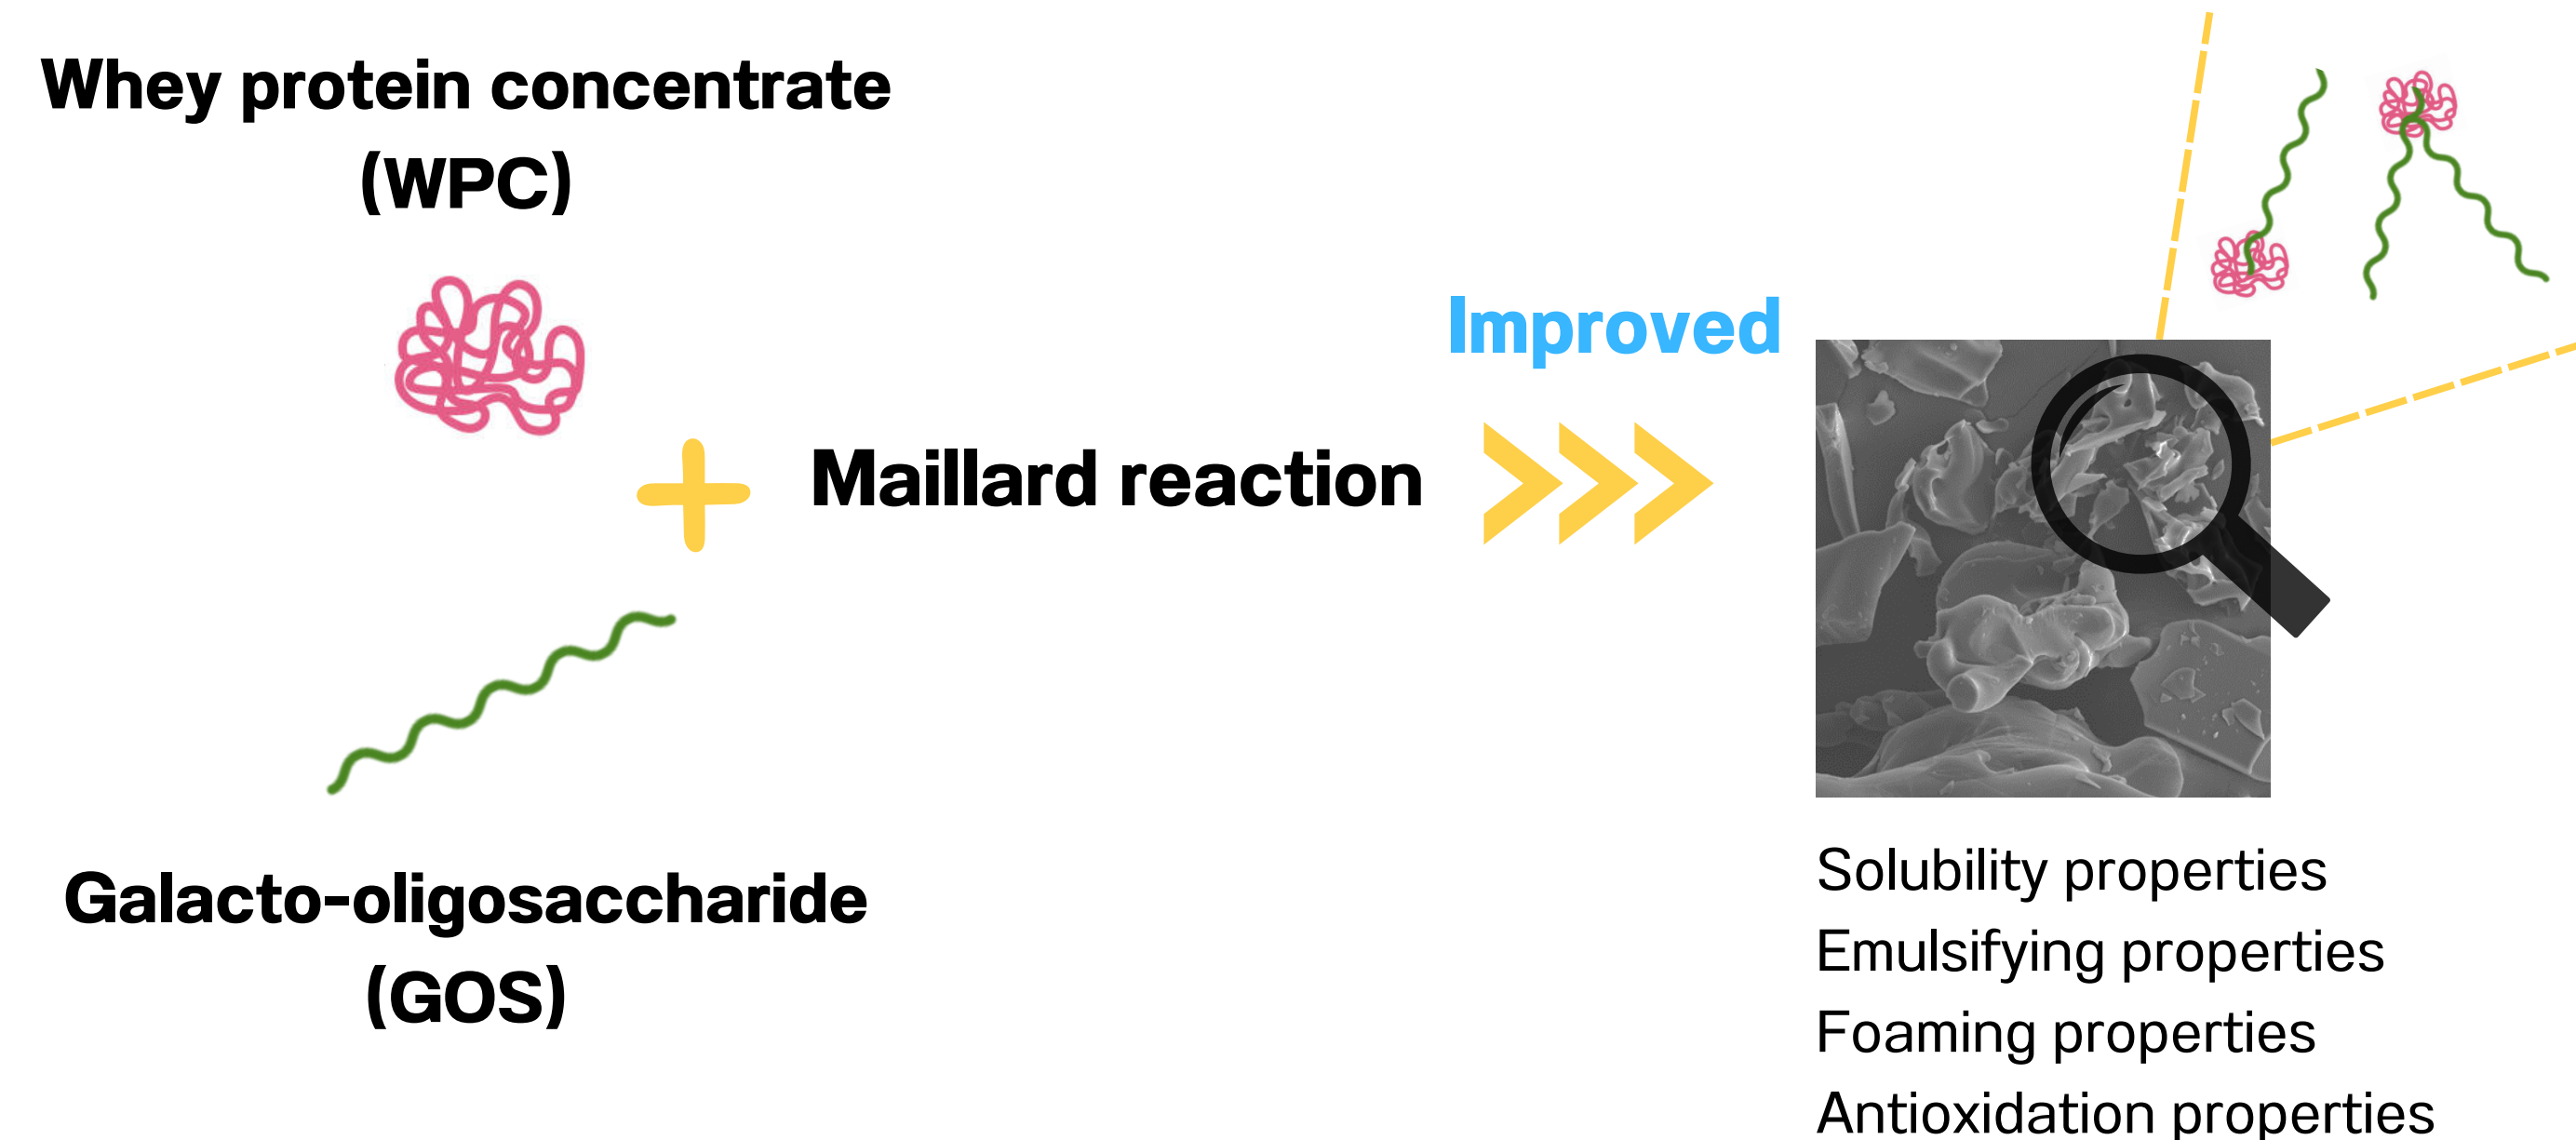 Whey protein concentrate
(WPC)
Maillard reaction
Galacto-oligosaccharide
(GOS)
Improved
Solubility properties
Emulsifying properties
Foaming properties
Antioxidation properties